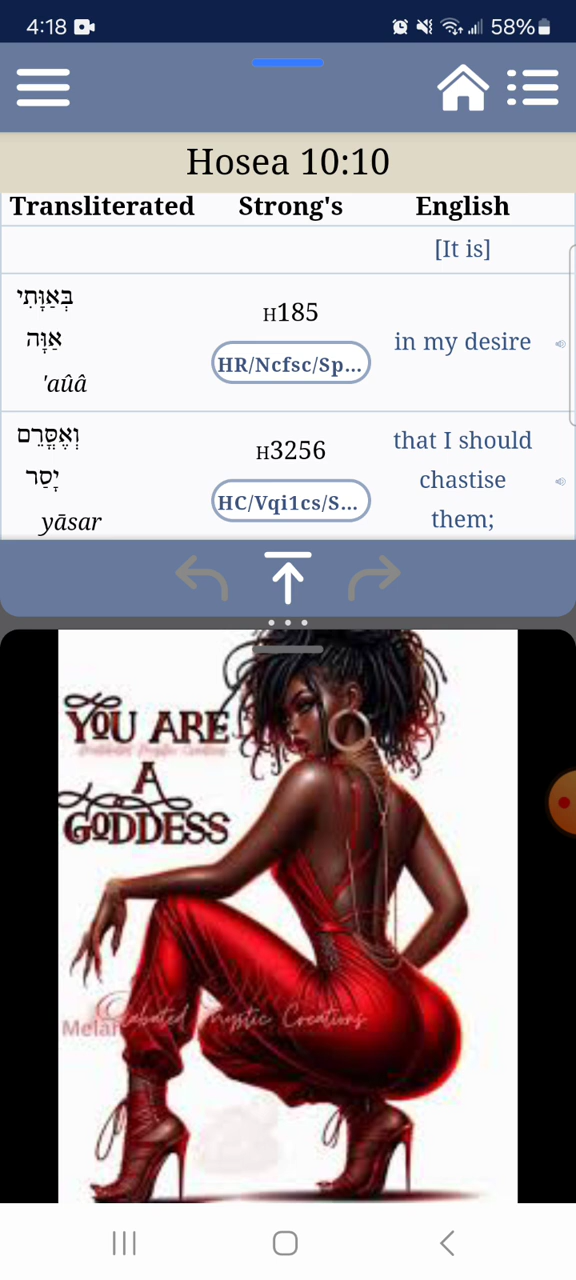 4:18
58%
Hosea 10:10
Transliterated Strong's English
[It is]
בְּאַוָּתִי
אַוָּה
'aûâ
H185
HR/Ncfsc/Sp...
in my desire
וְאֶסֳּרֵם
יָסַר
yāsar
H3256
HC/Vqi1cs/S...
that I should
chastise
them;
YOU ARE
A
GODDESS
Mystic Creations